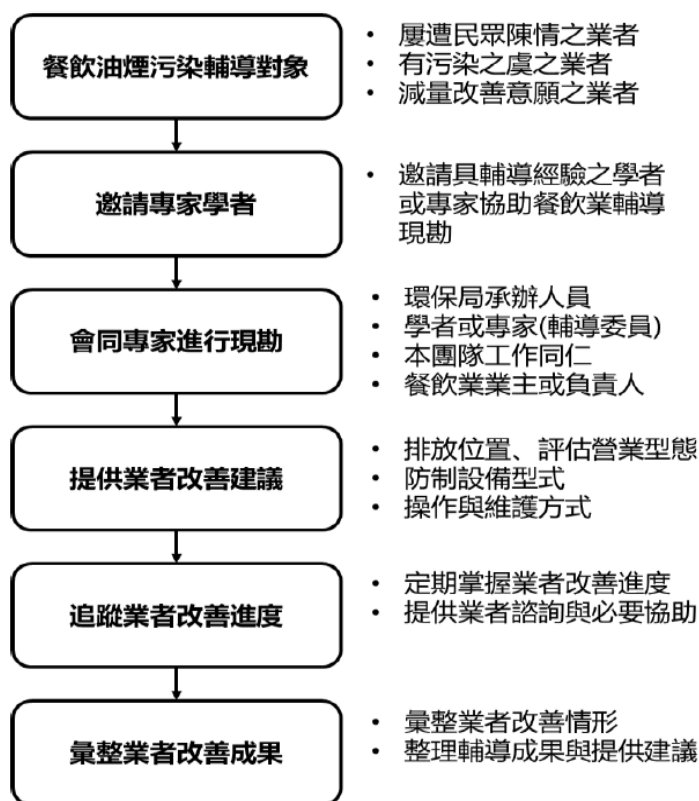 餐飲油煙污染輔導對象
• 屢遭民眾陳情之業者
• 有污染之虞之業者
• 減量改善意願之業者
邀請專家學者
• 邀請具輔導經驗之學者
或專家協助餐飲業輔導
現勘
會同專家進行現勘
• 環保局承辦人員
• 學者或專家(輔導委員)
• 本團隊工作同仁
• 餐飲業業主或負責人
提供業者改善建議
• 排放位置、評估營業型態
• 防制設備型式
• 操作與維護方式
追蹤業者改善進度
• 定期掌握業者改善進度
• 提供業者諮詢與必要協助
彙整業者改善成果
• 彙整業者改善情形
• 整理輔導成果與提供建議